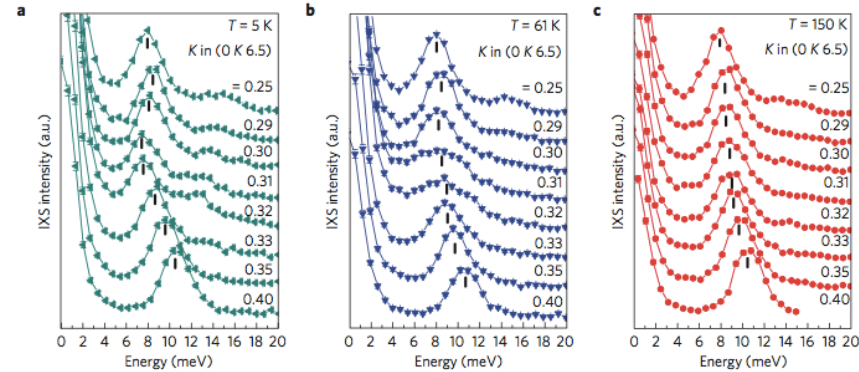 a
T = 5 K
K in (0 K 6.5)
= 0.25
0.29
0.30
0.31
0.32
0.33
0.35
0.40
IXS intensity (a.u.)
0 2 4 6 8 10 12 14 16 18 20
Energy (meV)
b
T = 61 K
K in (0 K 6.5)
= 0.25
0.29
0.30
0.31
0.32
0.33
0.35
0.40
IXS intensity (a.u.)
0 2 4 6 8 10 12 14 16 18 20
Energy (meV)
c
T = 150 K
K in (0 K 6.5)
= 0.25
0.29
0.30
0.31
0.32
0.33
0.35
0.40
IXS intensity (a.u.)
0 2 4 6 8 10 12 14 16 18 20
Energy (meV)